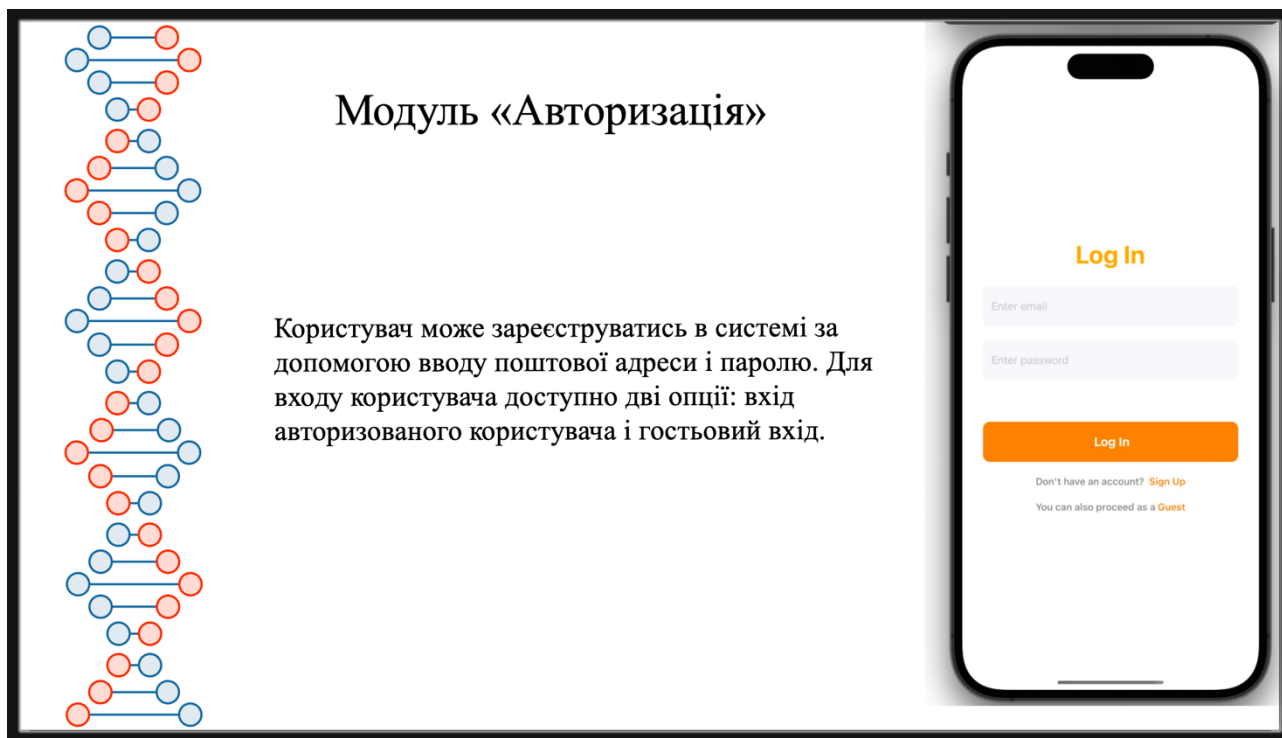 Модуль «Авторизація»
Користувач може зареєструватись в системі за
допомогою вводу поштової адреси і паролю. Для
входу користувача доступно дві опції: вхід
авторизованого користувача і гостьовий вхід.
Log In
Enter email
Enter password
Log In
Don't have an account? Sign Up
You can also proceed as a Guest